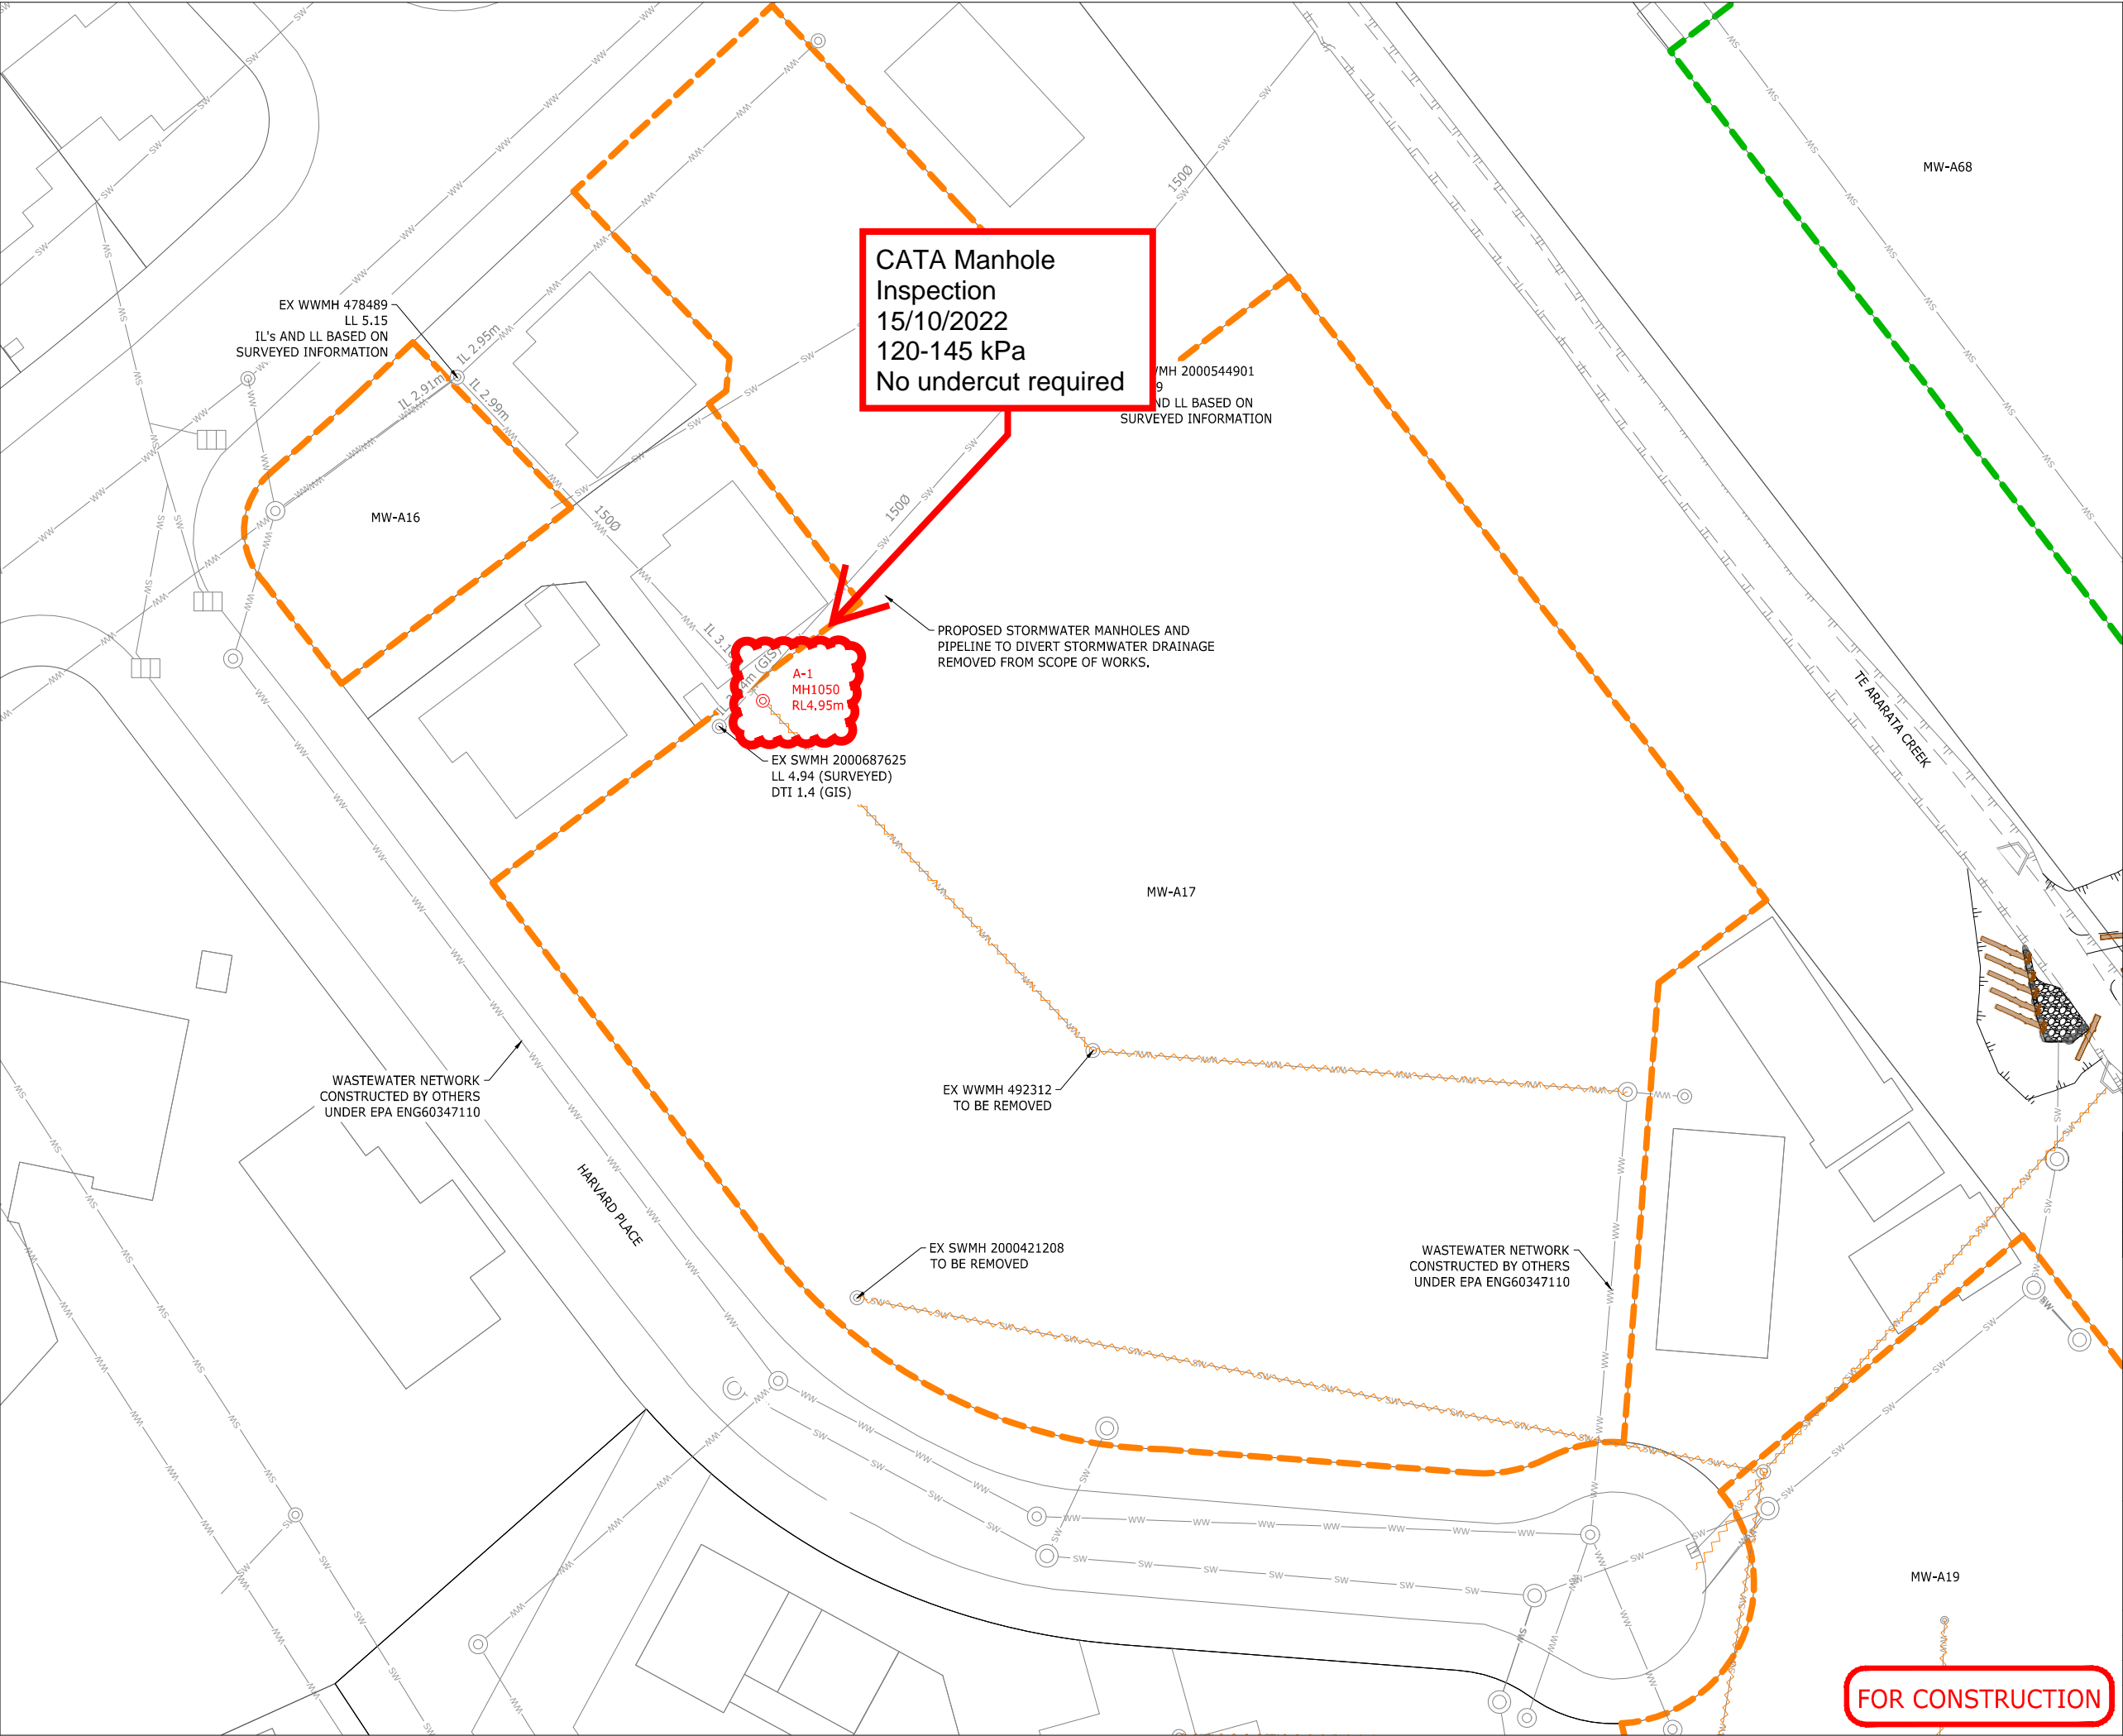 MW-A68
CATA Manhole
Inspection
15/10/2022
120-145 kPa
No undercut required
EX WWMH 478489
LL 5.15
IL's AND LL BASED ON
SURVEYED INFORMATION
IL 2.95m
IL 2.91m
IL 2.99m
150Ø
150Ø
150Ø
MH 2000544901
9
ND LL BASED ON
SURVEYED INFORMATION
MW-A16
PROPOSED STORMWATER MANHOLES AND
PIPELINE TO DIVERT STORMWATER DRAINAGE
REMOVED FROM SCOPE OF WORKS.
A-1
MH1050
RL4.95m
EX SWMH 2000687625
LL 4.94 (SURVEYED)
DTI 1.4 (GIS)
TE ARARATA CREEK
MW-A17
WASTEWATER NETWORK
CONSTRUCTED BY OTHERS
UNDER EPA ENG60347110
EX WWMH 492312
TO BE REMOVED
HARVARD PLACE
EX SWMH 2000421208
TO BE REMOVED
WASTEWATER NETWORK
CONSTRUCTED BY OTHERS
UNDER EPA ENG60347110
MW-A19
FOR CONSTRUCTION